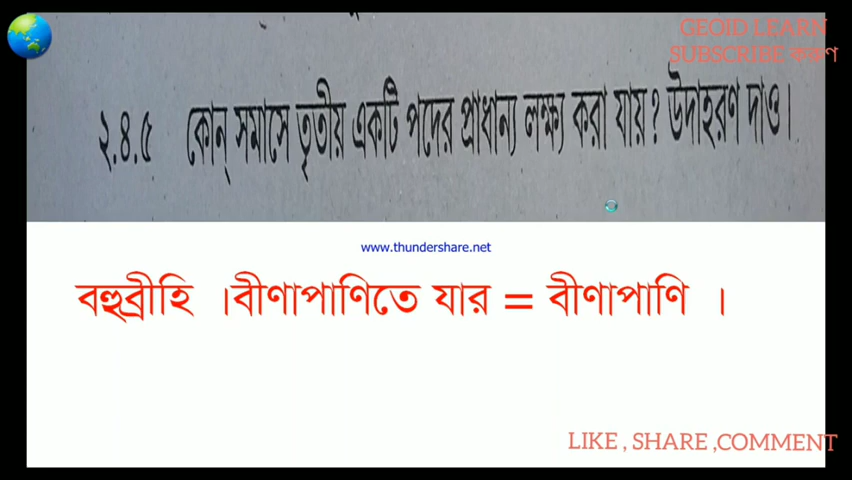 GEOID LEARN
SUBSCRIBE করুণ
২.৪.৫ কোন্ সমাসে তৃতীয় একটি পদের প্রাধান্য লক্ষ্য করা যায়? উদাহরণ দাও।
www.thundershare.net
বহুব্রীহি ।বীণাপাণিতে যার = বীণাপাণি ।
LIKE , SHARE ,COMMENT